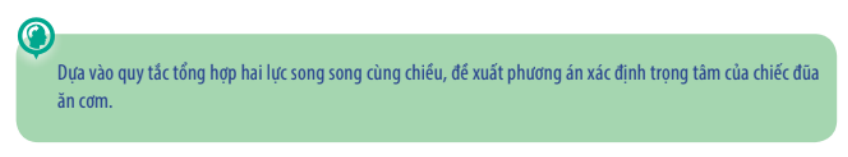 Dựa vào quy tắc tổng hợp hai lực song song cùng chiều, đề xuất phương án xác định trọng tâm của chiếc đũa
ăn cơm.